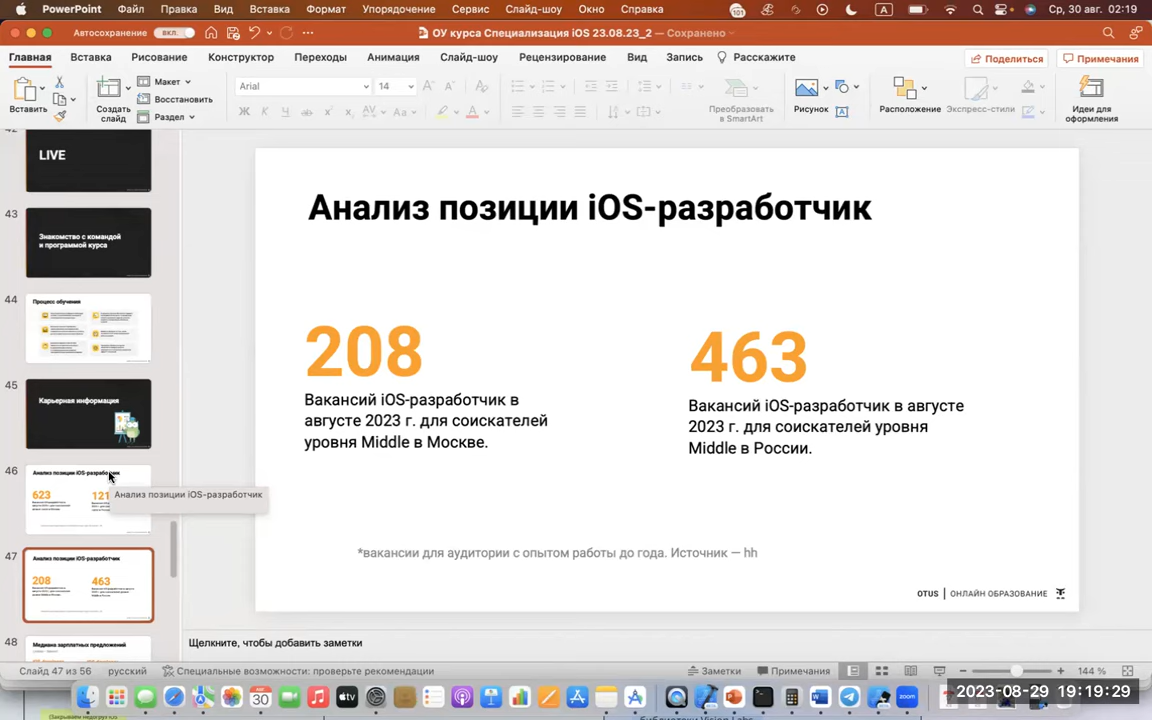 PowerPoint Файл Правка Вид Вставка Формат Упорядочение Сервис Слайд-шоу Окно Справка 101 А Ср, 30 авг. 02:19
Автосохранение вкл. ОУ курса Специализация iOS 23.08.23_2 — Сохранено
Главная Вставка Рисование Конструктор Переходы Анимация Слайд-шоу Рецензирование Вид Запись Расскажите Поделиться Примечания
Вставить Создать слайд Макет Восстановить Раздел Arial 14 Преобразовать в SmartArt Рисунок Расположение Экспресс-стили Идеи для оформления
42
LIVE
43
Знакомство с командой
и программой курса
44
Процесс обучения
45
Карьерная информация
46
Анализ позиции iOS-разработчик
623 121
Анализ позиции iOS-разработчик
47
Анализ позиции iOS-разработчик
208 463
48
Медиана зарплатных предложений
Анализ позиции iOS-разработчик
208
Вакансий iOS-разработчик в
августе 2023 г. для соискателей
уровня Middle в Москве.
463
Вакансий iOS-разработчик в августе
2023 г. для соискателей уровня
Middle в России.
*вакансии для аудитории с опытом работы до года. Источник — hh
OTUS | ОНЛАЙН ОБРАЗОВАНИЕ
Щелкните, чтобы добавить заметки
Слайд 47 из 56 русский Специальные возможности: проверьте рекомендации Заметки Примечания 144 %
30 tv zoom
2023-08-29 19:19:29